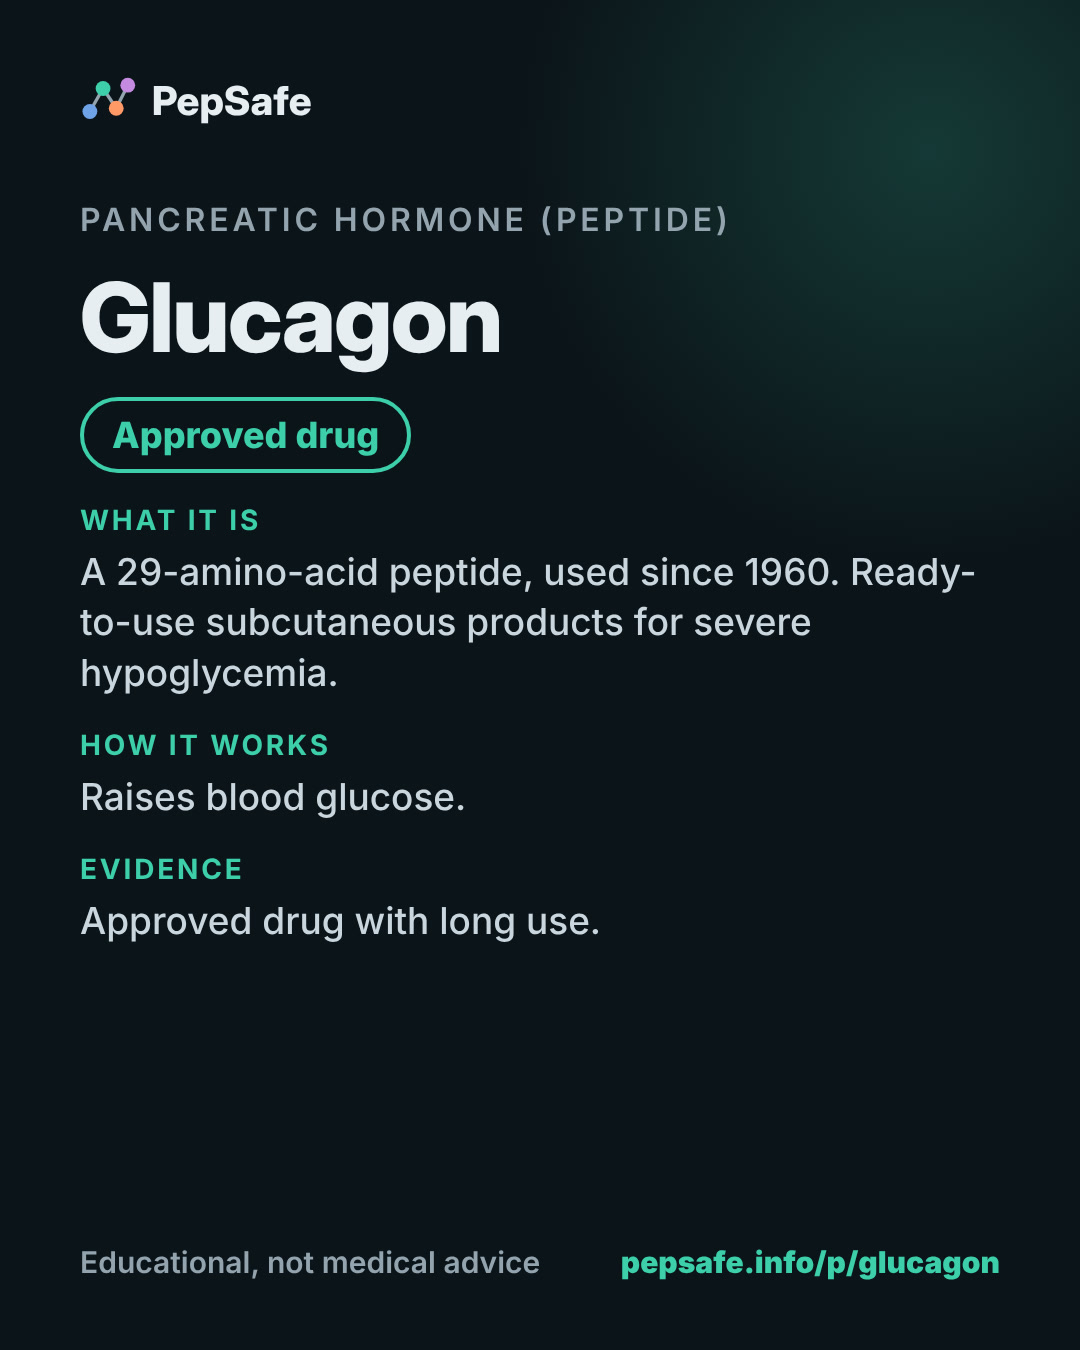 PepSafe
PANCREATIC HORMONE (PEPTIDE)
Glucagon
Approved drug
WHAT IT IS
A 29-amino-acid peptide, used since 1960. Ready-
to-use subcutaneous products for severe
hypoglycemia.
HOW IT WORKS
Raises blood glucose.
EVIDENCE
Approved drug with long use.
Educational, not medical advice
pepsafe.info/p/glucagon